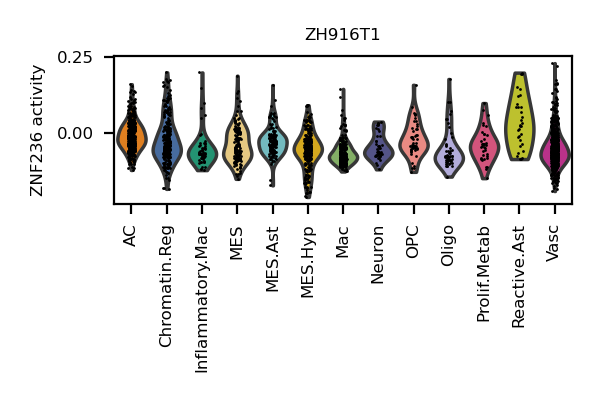 ZH916T1
ZNF236 activity
0.25
0.00
AC
Chromatin.Reg
Inflammatory.Mac
MES
MES.Ast
MES.Hyp
Mac
Neuron
OPC
Oligo
Prolif.Metab
Reactive.Ast
Vasc